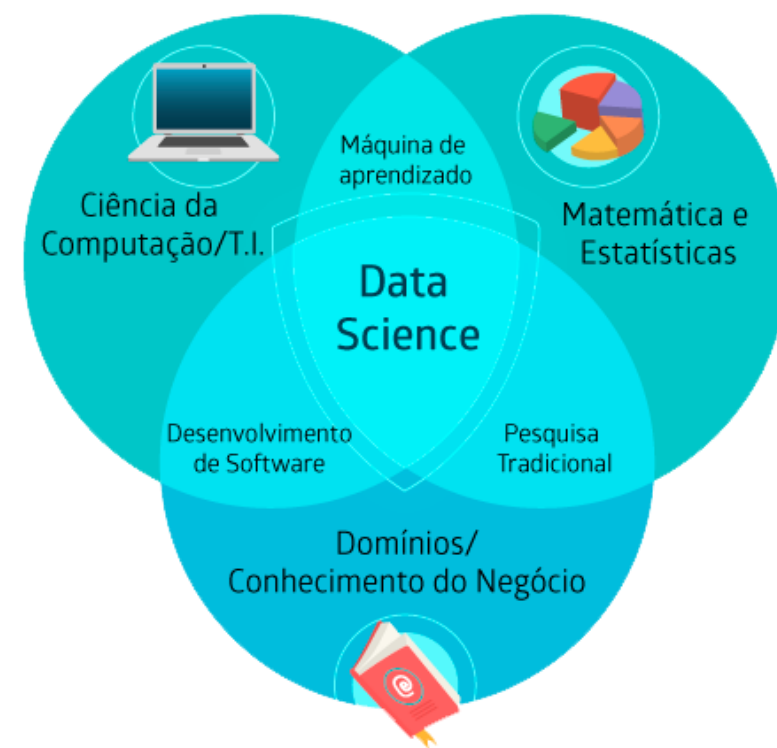 Máquina de
aprendizado
Ciência da
Computação/T.I.
Matemática e
Estatísticas
Data
Science
Desenvolvimento
de Software
Pesquisa
Tradicional
Domínios/
Conhecimento do Negócio